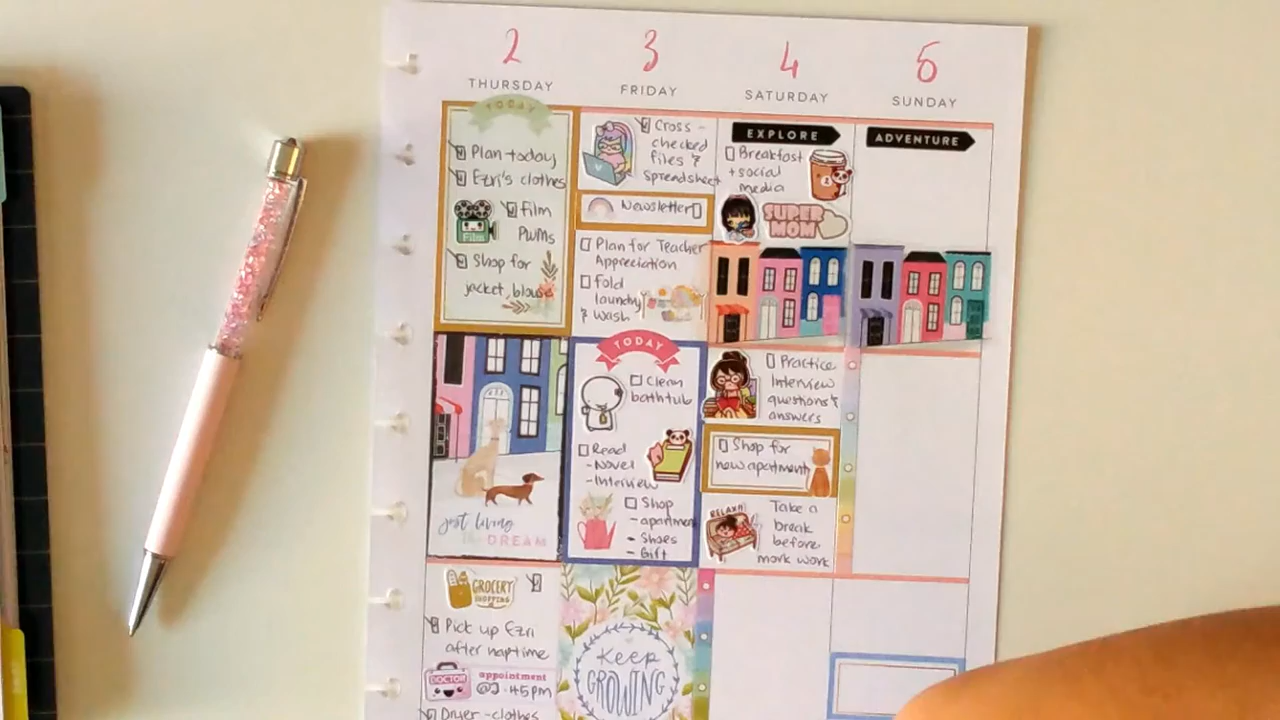 2
THURSDAY
3
FRIDAY
4
SATURDAY
5
SUNDAY
TODAY
Plan today
Ezri's clothes
Film
film
PWMs
Shop for
jacket, blouse
just living
the DREAM
GROCERY
SHOPPING
Pick up Ezri
after naptime
DOCTOR
appointment
@3:45pm
Dryer - clothes
Cross -
checked
files &
Spreadsheet
Newsletter
Plan for Teacher
Appreciation
fold
laundry
& wash
TODAY
Clean
bathtub
Read
- Novel
- Interview
Shop
- apartment
- Shoes
- Gift
Keep
GROWING
EXPLORE
Breakfast
+ social
media
SUPER
MOM
Practice
Interview
questions &
answers
Shop for
new apartment
RELAX!!
Take a
break
before
work
ADVENTURE